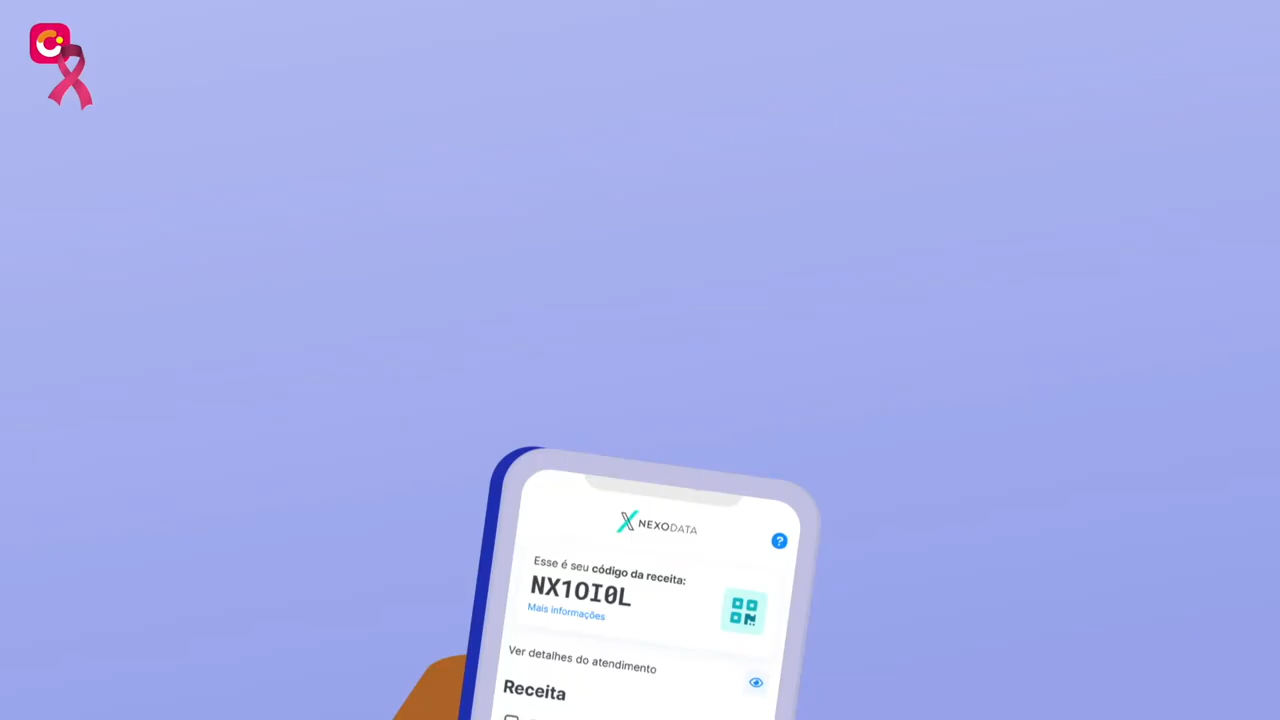 NEXODATA
?
Esse é seu código da receita:
NX1OI0L
Mais informações
Ver detalhes do atendimento
Receita